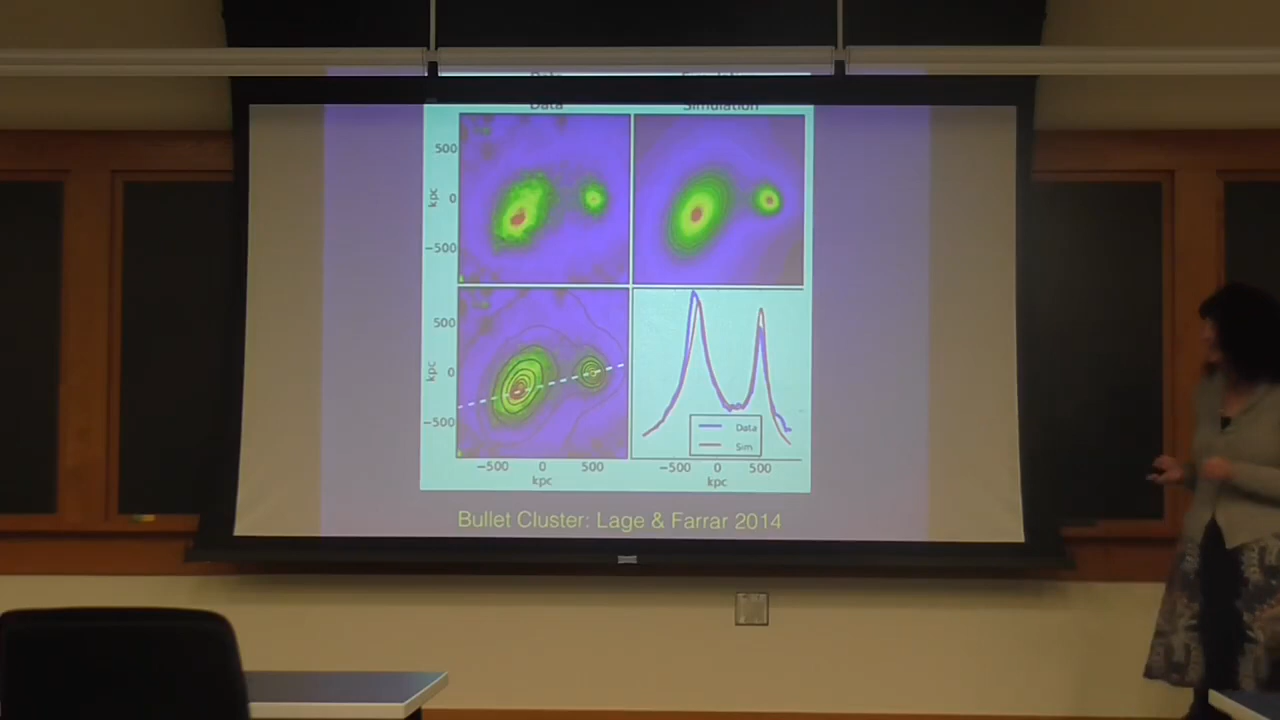 Data Simulation
500
0
kpc
−500
500
0
kpc
−500
Data
Sim
−500 0 500
kpc
−500 0 500
kpc
Bullet Cluster: Lage & Farrar 2014